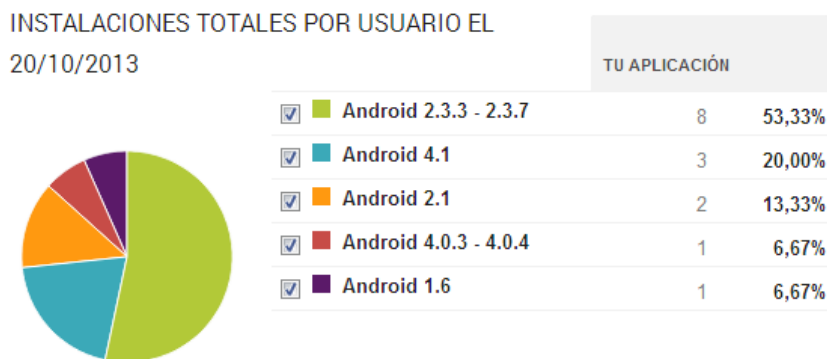 INSTALACIONES TOTALES POR USUARIO EL
20/10/2013
TU APLICACIÓN
Android 2.3.3 - 2.3.7 8 53,33%
Android 4.1 3 20,00%
Android 2.1 2 13,33%
Android 4.0.3 - 4.0.4 1 6,67%
Android 1.6 1 6,67%